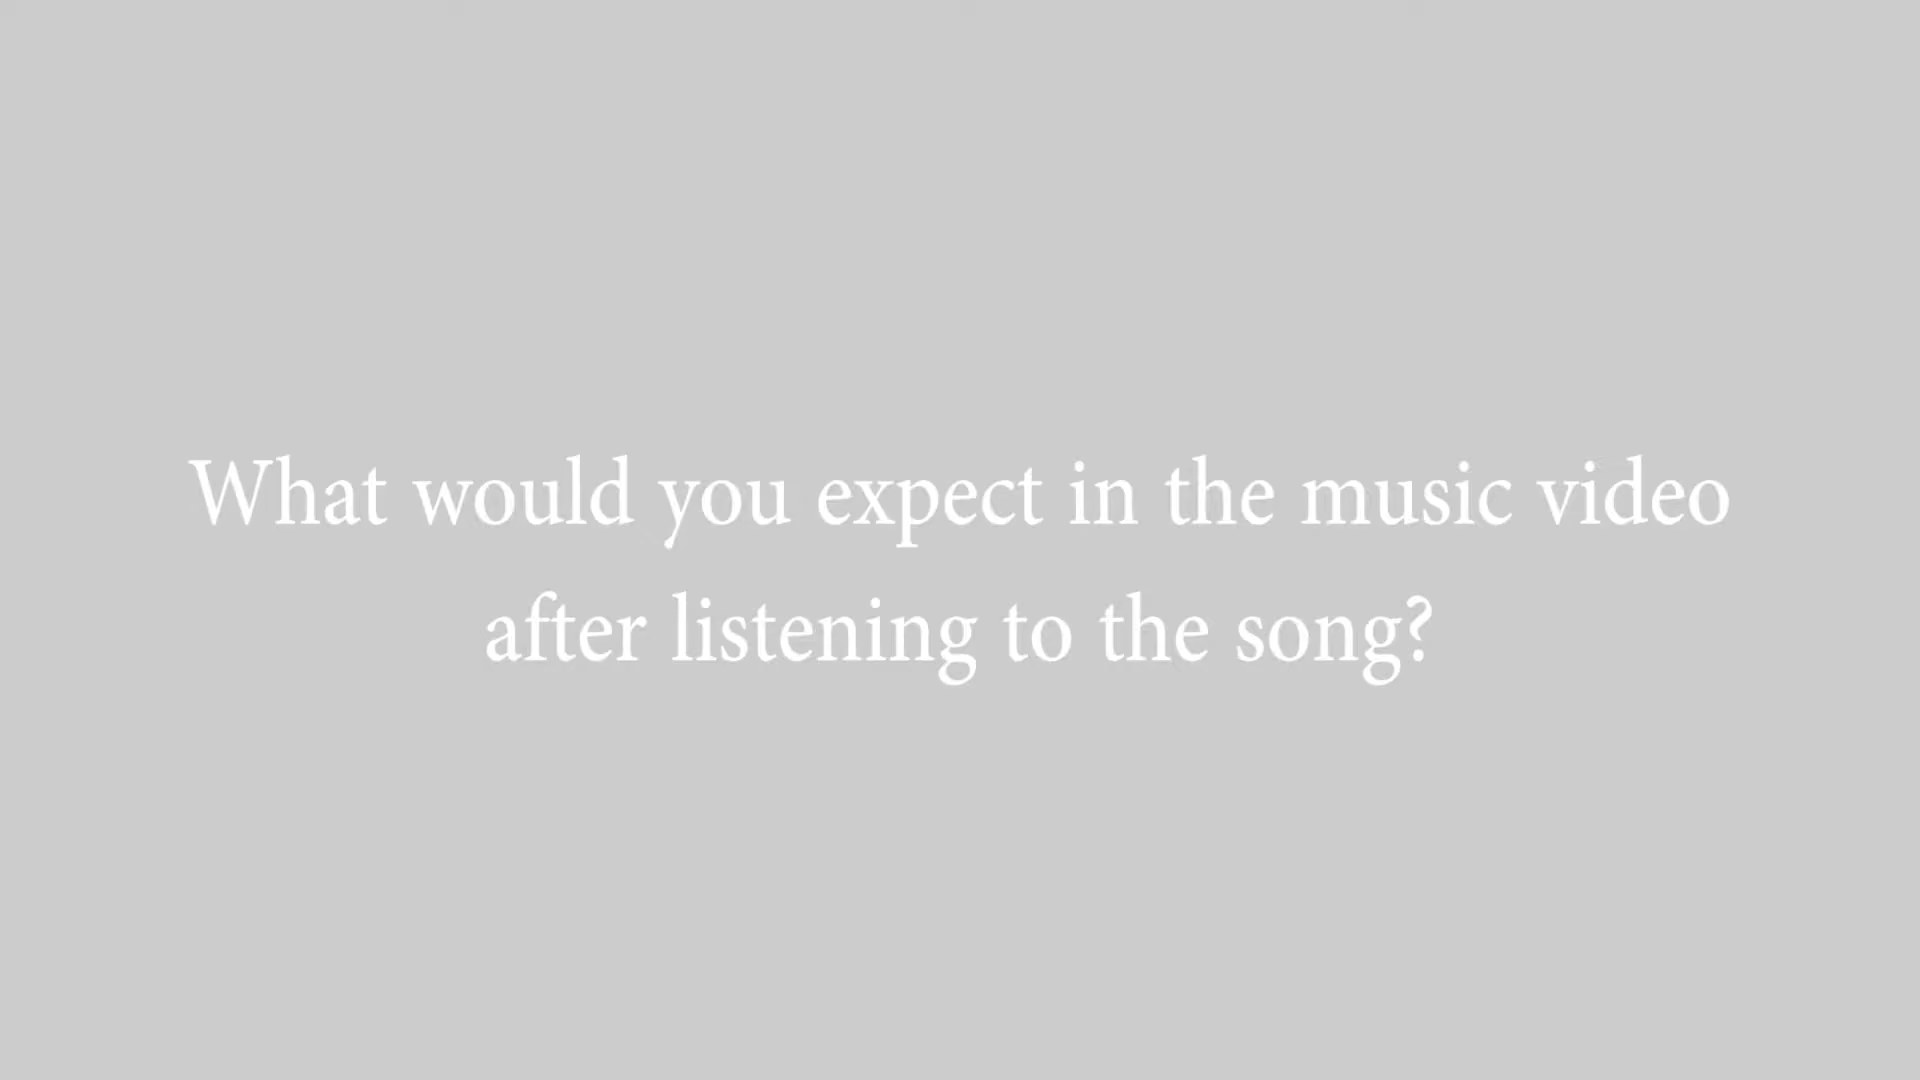 What would you expect in the music video
after listening to the song?